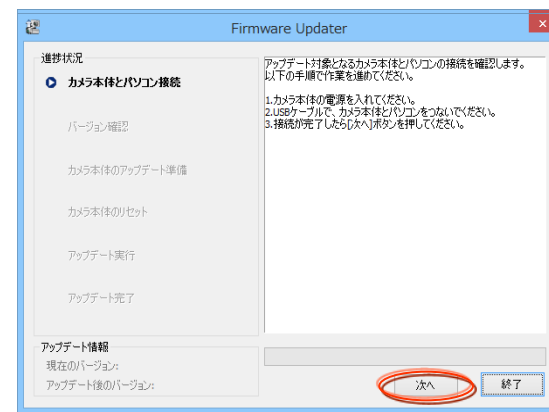 Firmware Updater
進捗状況
カメラ本体とパソコン接続
バージョン確認
カメラ本体のアップデート準備
カメラ本体のリセット
アップデート実行
アップデート完了
アップデート対象となるカメラ本体とパソコンの接続を確認します。
以下の手順で作業を進めてください。
1.カメラ本体の電源を入れてください。
2.USBケーブルで、カメラ本体とパソコンをつないでください。
3.接続が完了したら[次へ]ボタンを押してください。
アップデート情報
現在のバージョン:
アップデート後のバージョン:
次へ
終了